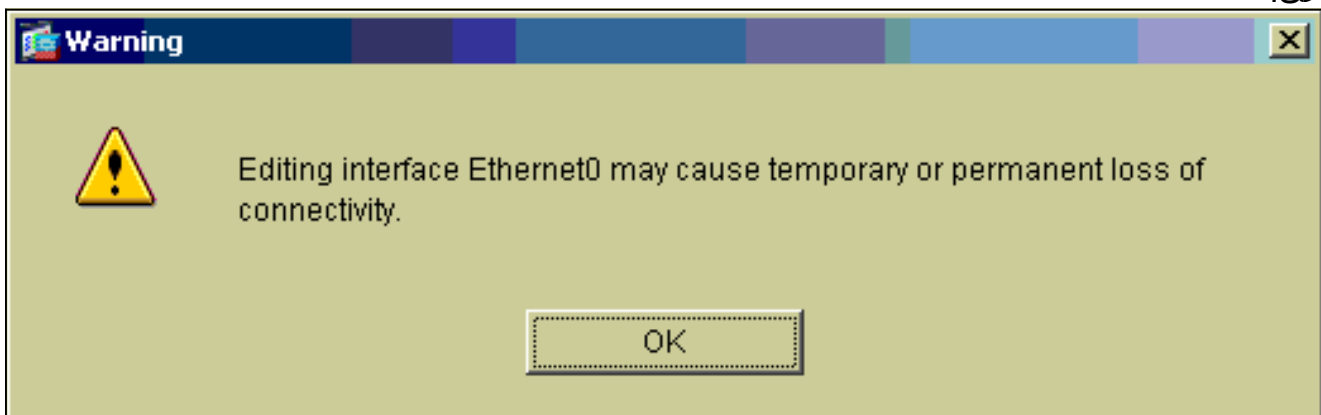 Warning
Editing interface Ethernet0 may cause temporary or permanent loss of
connectivity.
OK